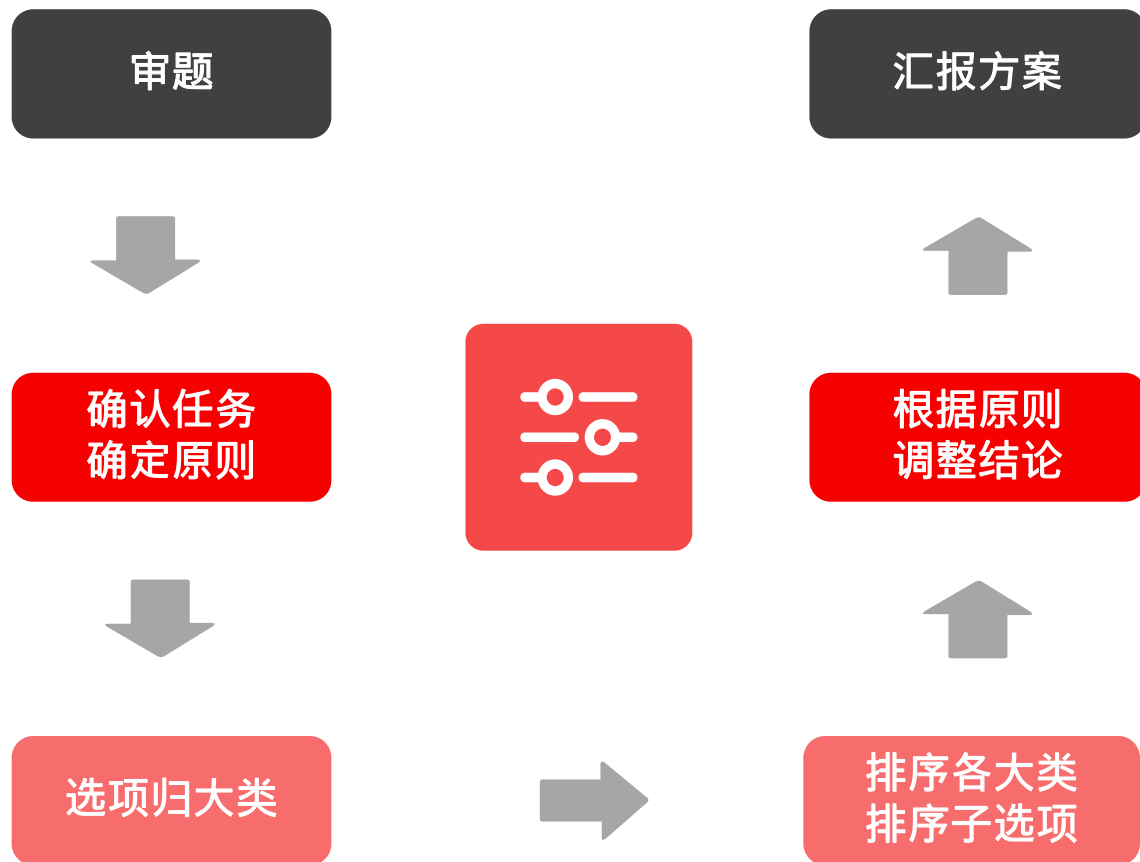 审题
确认任务
确定原则
选项归大类
排序各大类
排序子选项
根据原则
调整结论
汇报方案